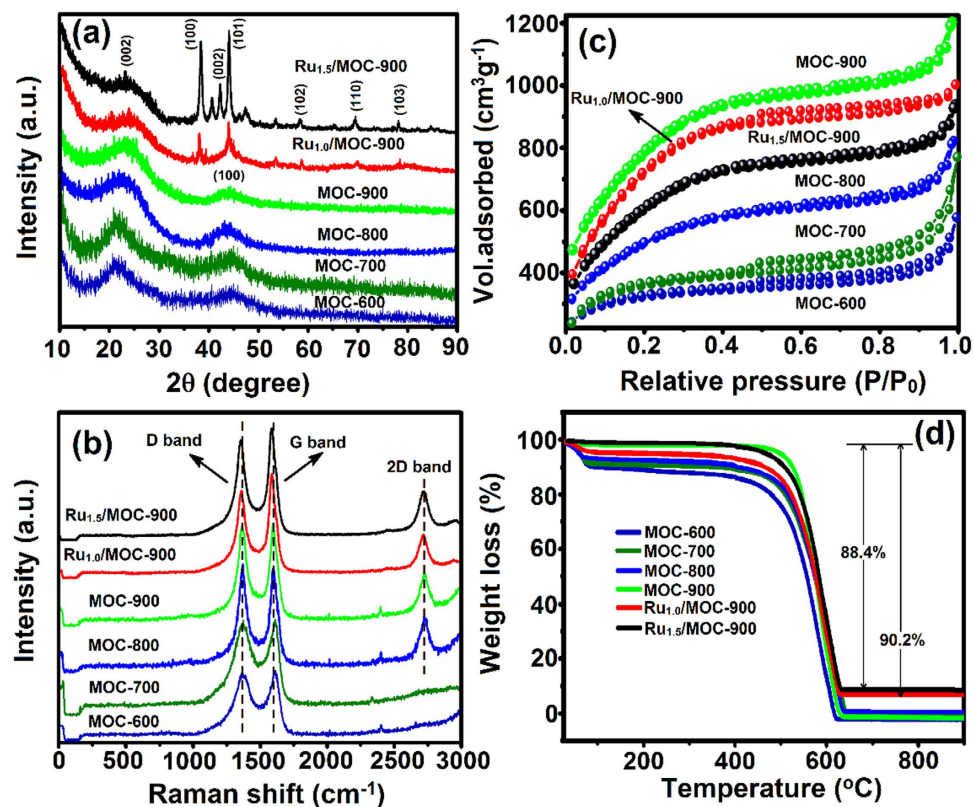 (a)
Intensity (a.u.)
(002)
(100)
(002)
(101)
(102)
(110)
(103)
Ru1.5/MOC-900
Ru1.0/MOC-900
(100)
MOC-900
MOC-800
MOC-700
MOC-600
10 20 30 40 50 60 70 80 90
2θ (degree)
(c)
Vol.adsorbed (cm3g-1)
1200
1000
800
600
400
MOC-900
Ru1.0/MOC-900
Ru1.5/MOC-900
MOC-800
MOC-700
MOC-600
0.0 0.2 0.4 0.6 0.8 1.0
Relative pressure (P/P0)
(b)
Intensity (a.u.)
D band
G band
2D band
Ru1.5/MOC-900
Ru1.0/MOC-900
MOC-900
MOC-800
MOC-700
MOC-600
0 500 1000 1500 2000 2500 3000
Raman shift (cm-1)
(d)
Weight loss (%)
100
80
60
40
20
0
MOC-600
MOC-700
MOC-800
MOC-900
Ru1.0/MOC-900
Ru1.5/MOC-900
88.4%
90.2%
200 400 600 800
Temperature (oC)